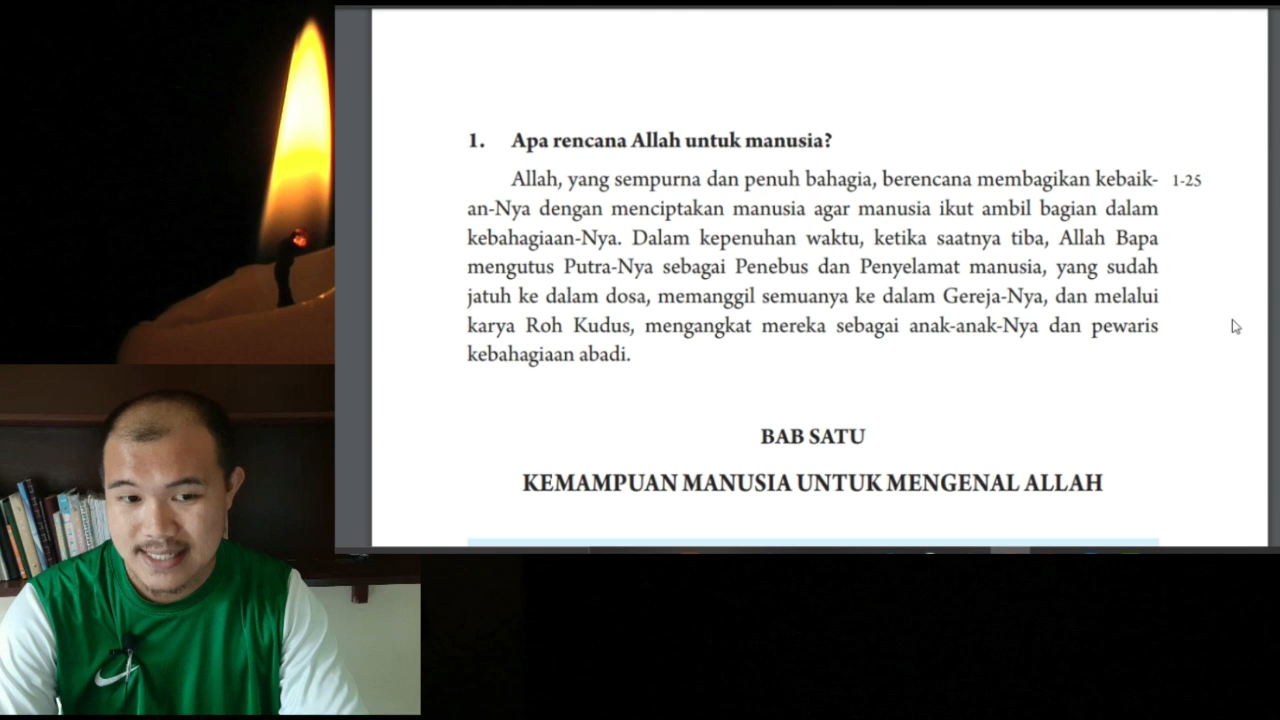 1. Apa rencana Allah untuk manusia?
Allah, yang sempurna dan penuh bahagia, berencana membagikan kebaik- 1-25
an-Nya dengan menciptakan manusia agar manusia ikut ambil bagian dalam
kebahagiaan-Nya. Dalam kepenuhan waktu, ketika saatnya tiba, Allah Bapa
mengutus Putra-Nya sebagai Penebus dan Penyelamat manusia, yang sudah
jatuh ke dalam dosa, memanggil semuanya ke dalam Gereja-Nya, dan melalui
karya Roh Kudus, mengangkat mereka sebagai anak-anak-Nya dan pewaris
kebahagiaan abadi.
BAB SATU
KEMAMPUAN MANUSIA UNTUK MENGENAL ALLAH